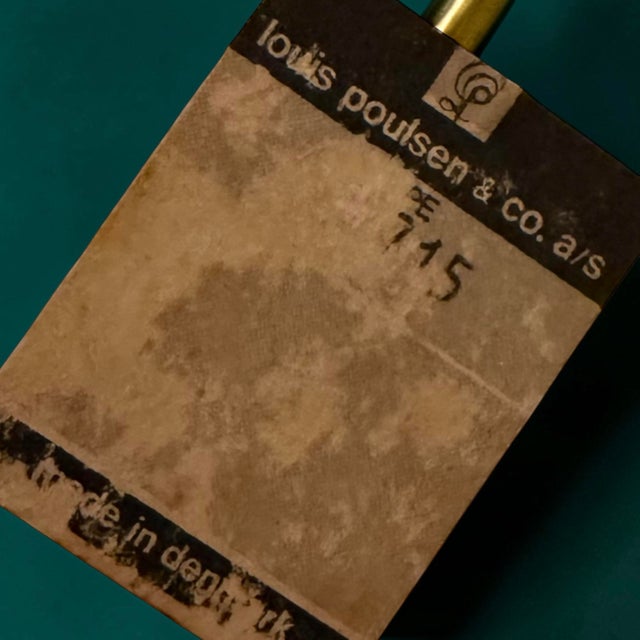 louis poulsen & co. a/s
Æ
715
made in denmark